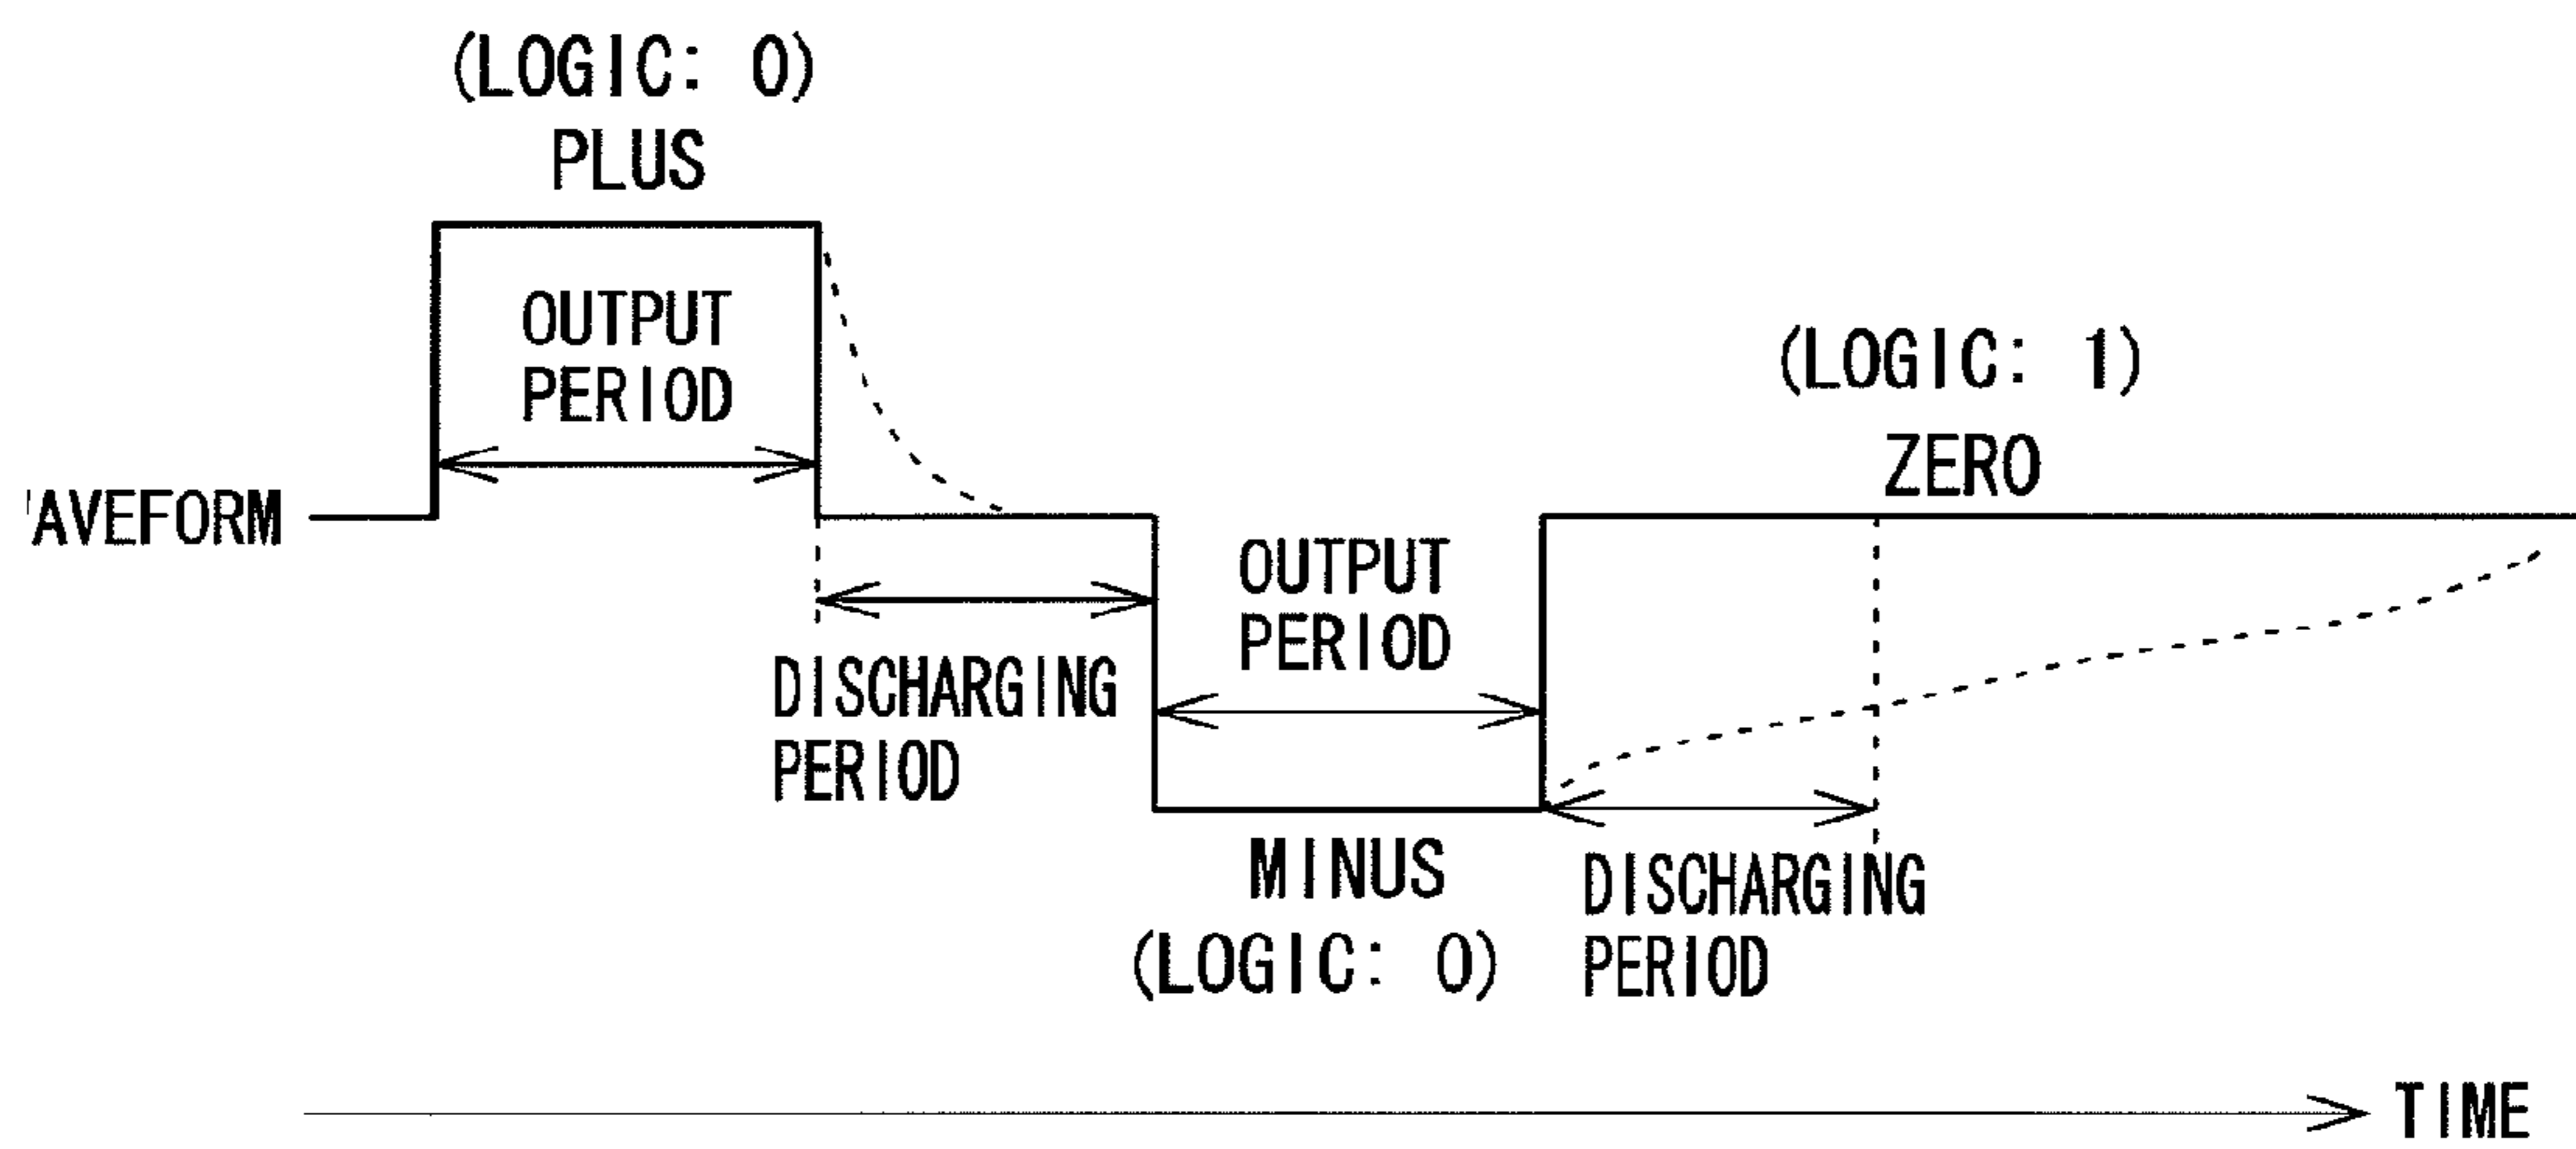 (LOGIC: 0)
PLUS
OUTPUT
PERIOD
(LOGIC: 1)
ZERO
AVEFORM
OUTPUT
PERIOD
DISCHARGING
PERIOD
MINUS
(LOGIC: 0)
DISCHARGING
PERIOD
TIME